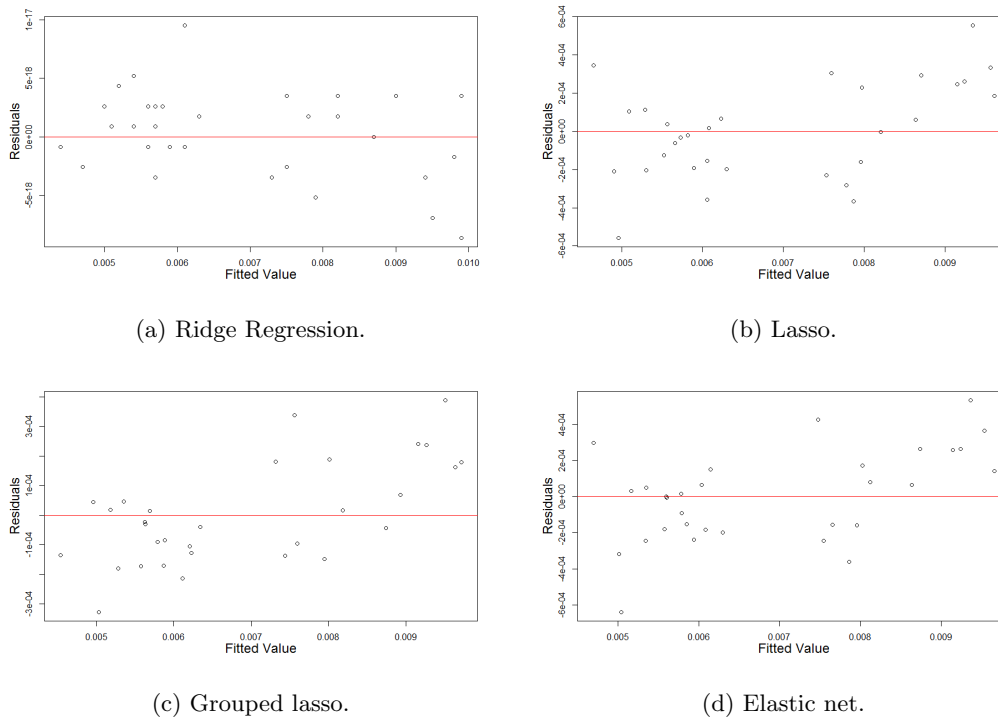 1e-17
5e-18
0e+00
-5e-18
Residuals
0.005 0.006 0.007 0.008 0.009 0.010
Fitted Value
(a) Ridge Regression.
6e-04
4e-04
2e-04
0e+00
-2e-04
-4e-04
-6e-04
Residuals
0.005 0.006 0.007 0.008 0.009
Fitted Value
(b) Lasso.
3e-04
1e-04
-1e-04
-3e-04
Residuals
0.005 0.006 0.007 0.008 0.009
Fitted Value
(c) Grouped lasso.
4e-04
2e-04
0e+00
-2e-04
-4e-04
-6e-04
Residuals
0.005 0.006 0.007 0.008 0.009
Fitted Value
(d) Elastic net.